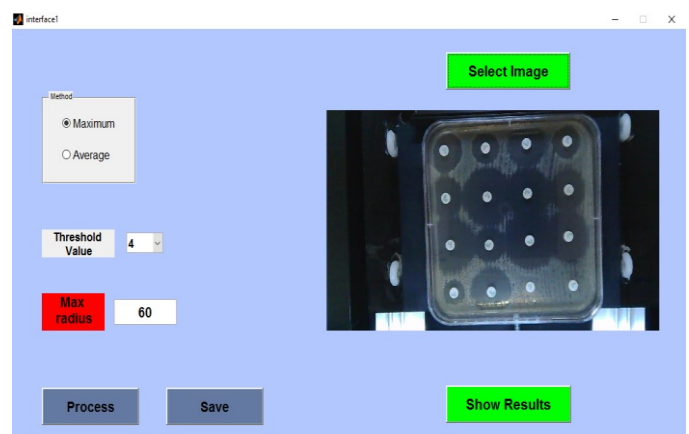 interface1
Select Image
Method
Maximum
Average
Threshold
Value
4
Max
radius
60
Process
Save
Show Results